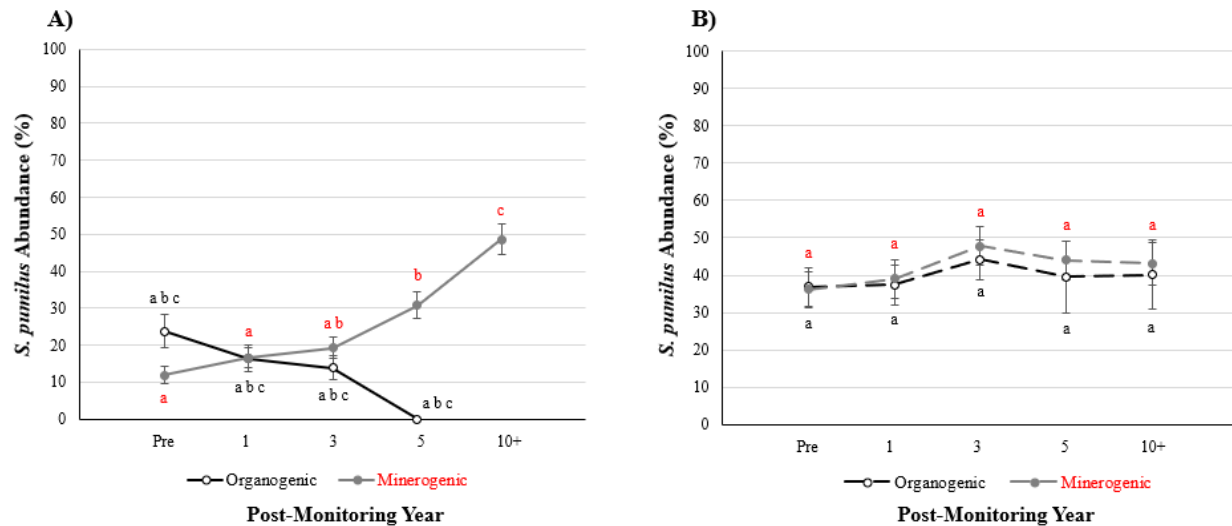 A)
100
90
80
70
60
50
40
30
20
10
0
S. pumilus Abundance (%)
a b c
a
a
a b c
a b
a b c
b
a b c
c
Pre 1 3 5 10+
Organogenic Minerogenic
Post-Monitoring Year
B)
100
90
80
70
60
50
40
30
20
10
0
S. pumilus Abundance (%)
a a a a a
a a a a a
Pre 1 3 5 10+
Organogenic Minerogenic
Post-Monitoring Year